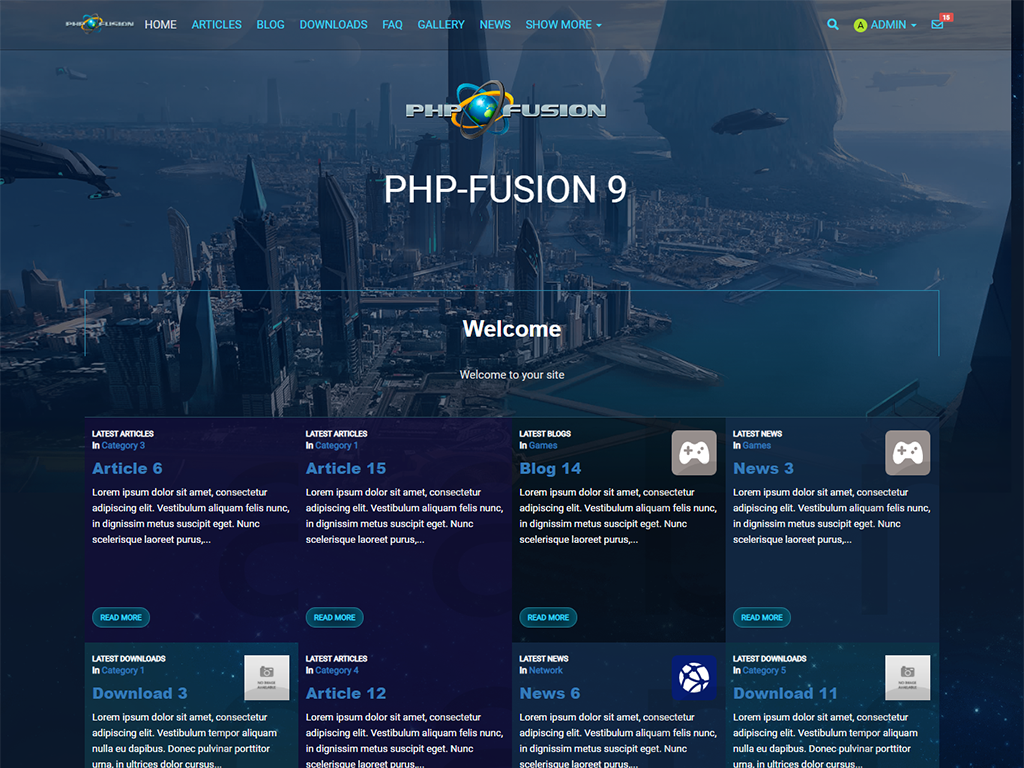 PHP FUSION HOME ARTICLES BLOG DOWNLOADS FAQ GALLERY NEWS SHOW MORE A ADMIN 15
PHP FUSION
PHP-FUSION 9
Welcome
Welcome to your site
LATEST ARTICLES
In Category 3
Article 6
Lorem ipsum dolor sit amet, consectetur
adipiscing elit. Vestibulum aliquam felis nunc,
in dignissim metus suscipit eget. Nunc
scelerisque laoreet purus,...
READ MORE
LATEST ARTICLES
In Category 1
Article 15
Lorem ipsum dolor sit amet, consectetur
adipiscing elit. Vestibulum aliquam felis nunc,
in dignissim metus suscipit eget. Nunc
scelerisque laoreet purus,...
READ MORE
LATEST BLOGS
In Games
Blog 14
Lorem ipsum dolor sit amet, consectetur
adipiscing elit. Vestibulum aliquam felis nunc,
in dignissim metus suscipit eget. Nunc
scelerisque laoreet purus,...
READ MORE
LATEST NEWS
In Games
News 3
Lorem ipsum dolor sit amet, consectetur
adipiscing elit. Vestibulum aliquam felis nunc,
in dignissim metus suscipit eget. Nunc
scelerisque laoreet purus,...
READ MORE
LATEST DOWNLOADS
In Category 1
Download 3
NO IMAGE
AVAILABLE
Lorem ipsum dolor sit amet, consectetur
adipiscing elit. Vestibulum tempor aliquam
nulla eu dapibus. Donec pulvinar porttitor
urna, in ultrices dolor cursus...
LATEST ARTICLES
In Category 4
Article 12
Lorem ipsum dolor sit amet, consectetur
adipiscing elit. Vestibulum aliquam felis nunc,
in dignissim metus suscipit eget. Nunc
scelerisque laoreet purus,...
LATEST NEWS
In Network
News 6
Lorem ipsum dolor sit amet, consectetur
adipiscing elit. Vestibulum aliquam felis nunc,
in dignissim metus suscipit eget. Nunc
scelerisque laoreet purus,...
LATEST DOWNLOADS
In Category 5
Download 11
NO IMAGE
AVAILABLE
Lorem ipsum dolor sit amet, consectetur
adipiscing elit. Vestibulum tempor aliquam
nulla eu dapibus. Donec pulvinar porttitor
urna, in ultrices dolor cursus...